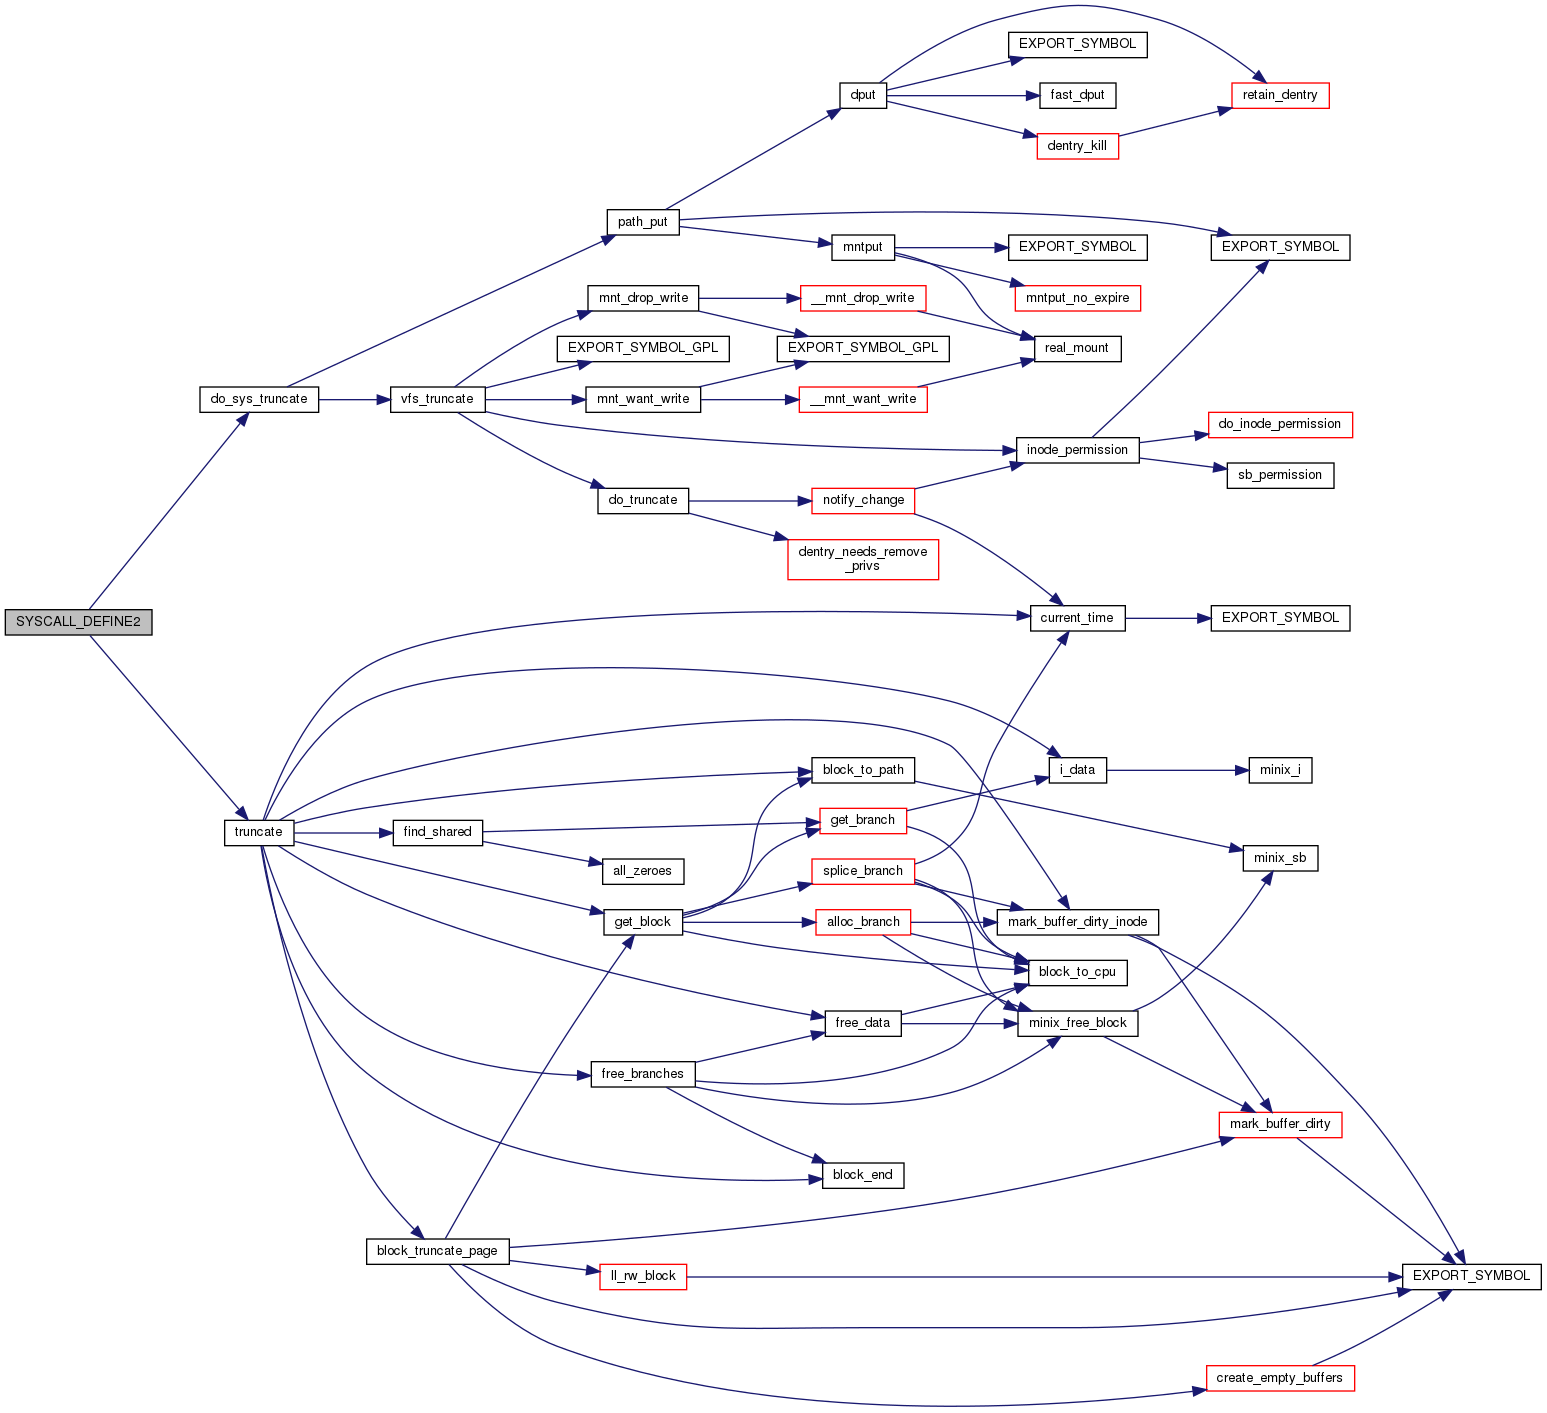 EXPORT_SYMBOL
dput
fast_dput
retain_dentry
dentry_kill
path_put
mntput
EXPORT_SYMBOL
EXPORT_SYMBOL
mnt_drop_write
__mnt_drop_write
mntput_no_expire
EXPORT_SYMBOL_GPL
EXPORT_SYMBOL_GPL
real_mount
do_sys_truncate
vfs_truncate
mnt_want_write
__mnt_want_write
do_inode_permission
inode_permission
sb_permission
do_truncate
notify_change
dentry_needs_remove
_privs
SYSCALL_DEFINE2
current_time
EXPORT_SYMBOL
block_to_path
i_data
minix_i
truncate
find_shared
get_branch
all_zeroes
splice_branch
minix_sb
get_block
alloc_branch
mark_buffer_dirty_inode
block_to_cpu
free_data
minix_free_block
free_branches
mark_buffer_dirty
block_end
block_truncate_page
ll_rw_block
EXPORT_SYMBOL
create_empty_buffers